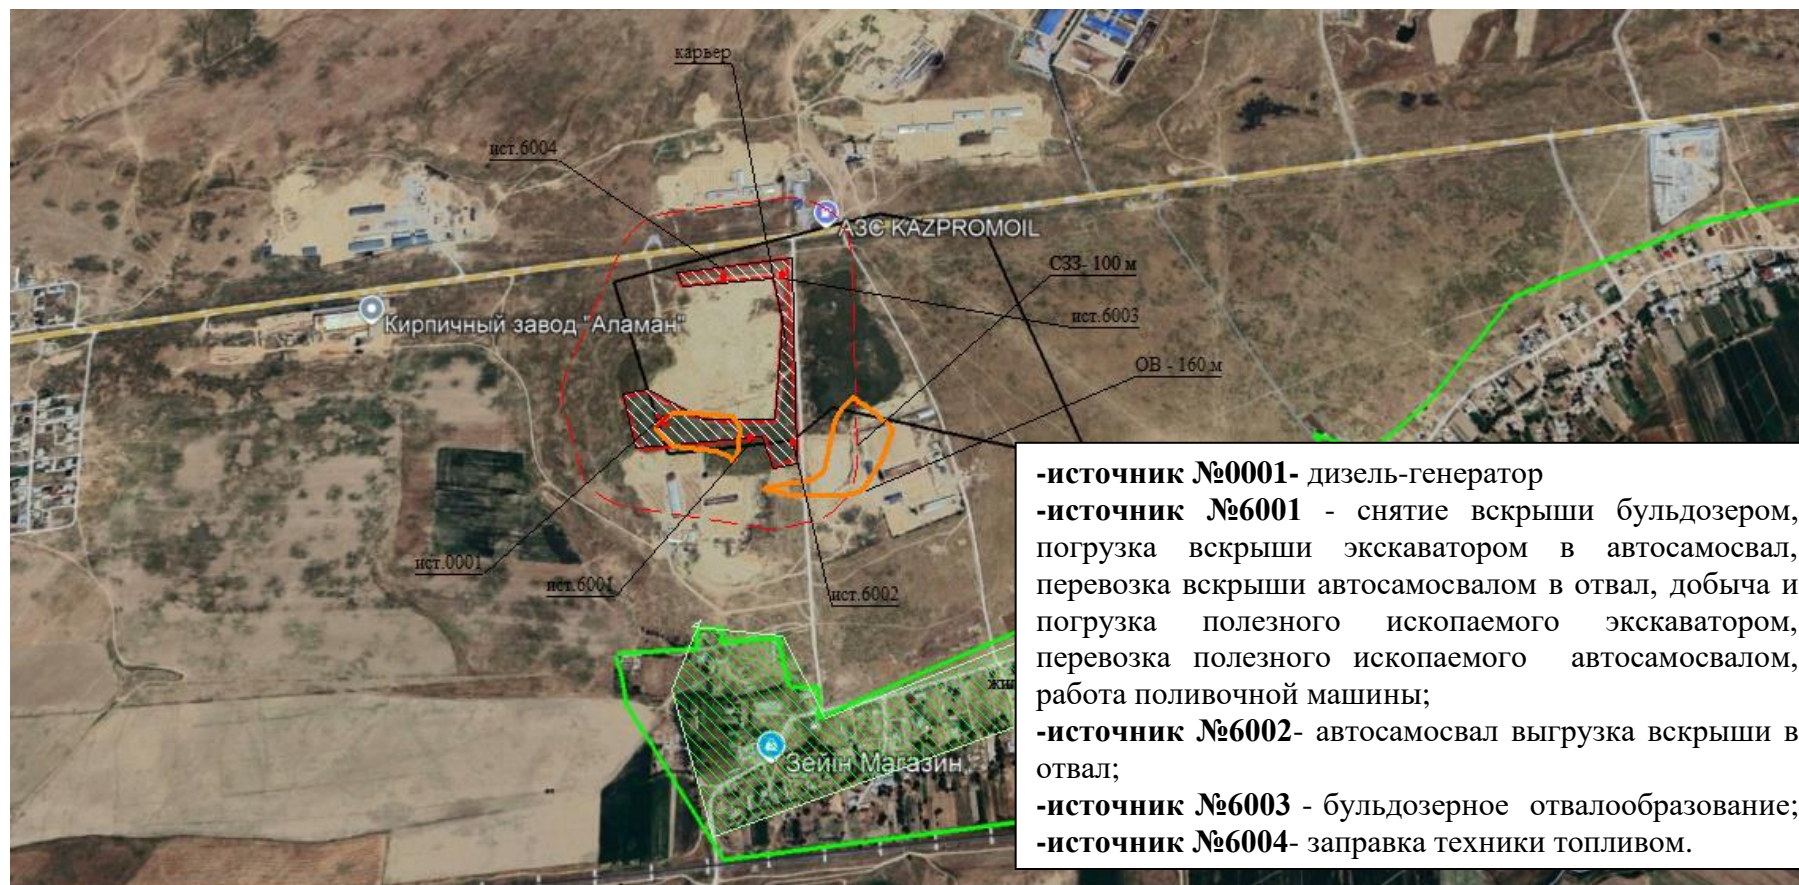 карьер
ист.6004
АЗС KAZPROMOIL
СЗЗ- 100 м
ист.6003
Кирпичный завод "Аламан"
ОВ - 160 м
ист.0001
ист.6001
ист.6002
Зейін Магазин
-источник №0001- дизель-генератор
-источник №6001 - снятие вскрыши бульдозером,
погрузка вскрыши экскаватором в автосамосвал,
перевозка вскрыши автосамосвалом в отвал, добыча и
погрузка полезного ископаемого экскаватором,
перевозка полезного ископаемого автосамосвалом,
работа поливочной машины;
-источник №6002- автосамосвал выгрузка вскрыши в
отвал;
-источник №6003 - бульдозерное отвалообразование;
-источник №6004- заправка техники топливом.